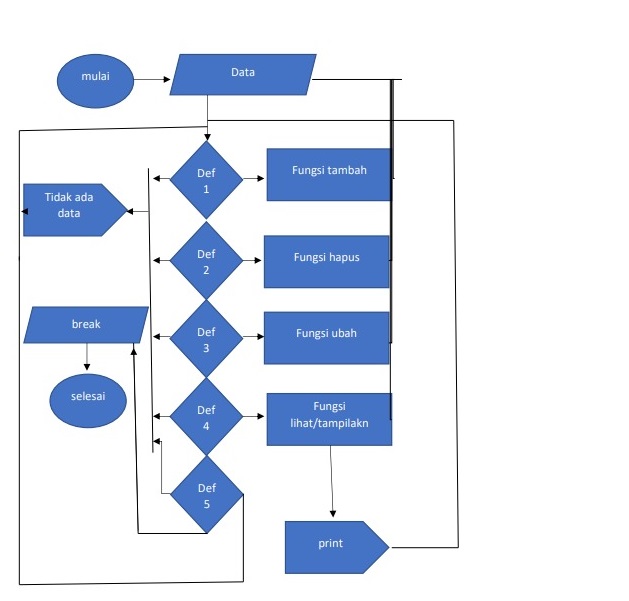 mulai
Data
Def
1
Fungsi tambah
Tidak ada
data
Def
2
Fungsi hapus
break
Def
3
Fungsi ubah
selesai
Def
4
Fungsi
lihat/tampilakn
Def
5
print